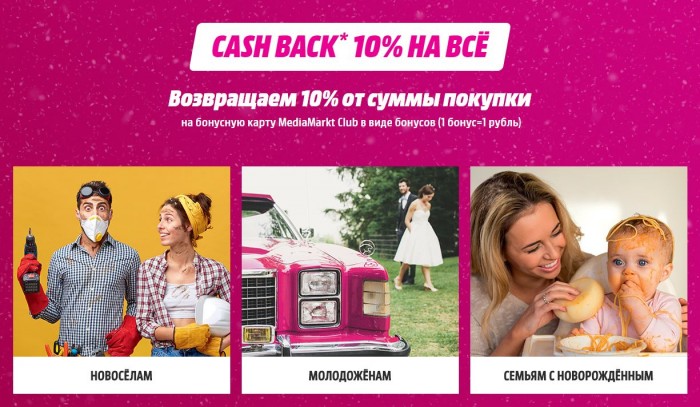 CASH BACK* 10% НА ВСЁ
Возвращаем 10% от суммы покупки
на бонусную карту MediaMarkt Club в виде бонусов (1 бонус=1 рубль)
НОВОСЁЛАМ
МОЛОДОЖЁНАМ
СЕМЬЯМ С НОВОРОЖДЁННЫМ